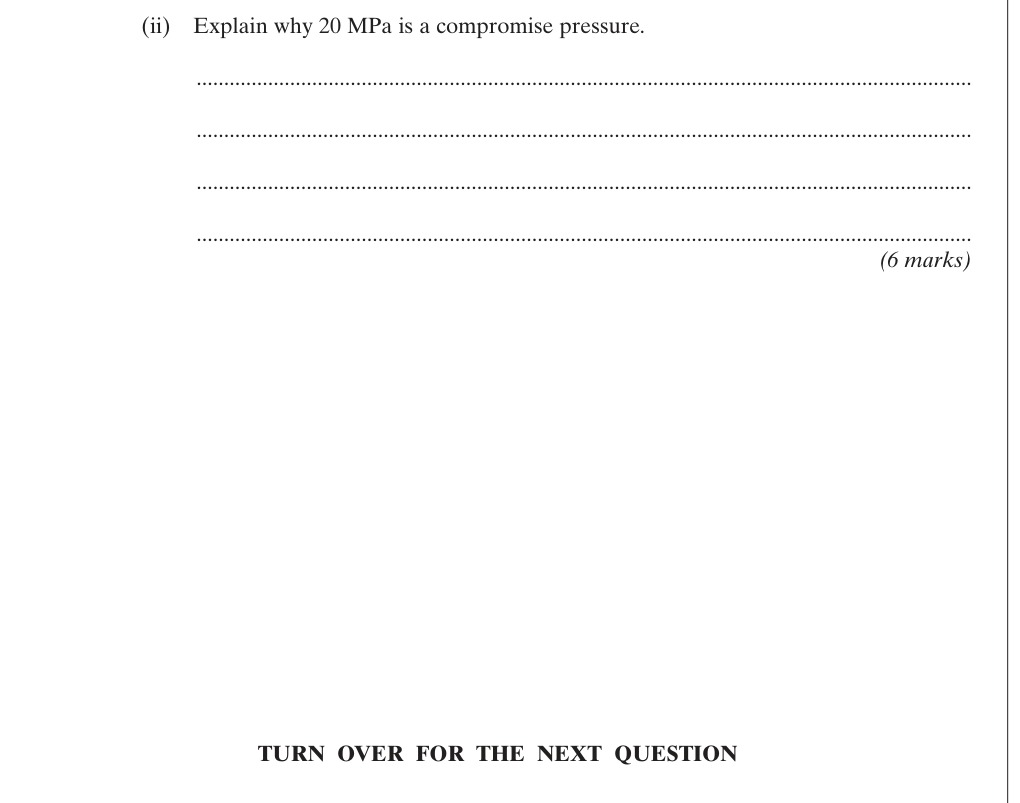 (ii) Explain why 20 MPa is a compromise pressure.
(6 marks)
TURN OVER FOR THE NEXT QUESTION